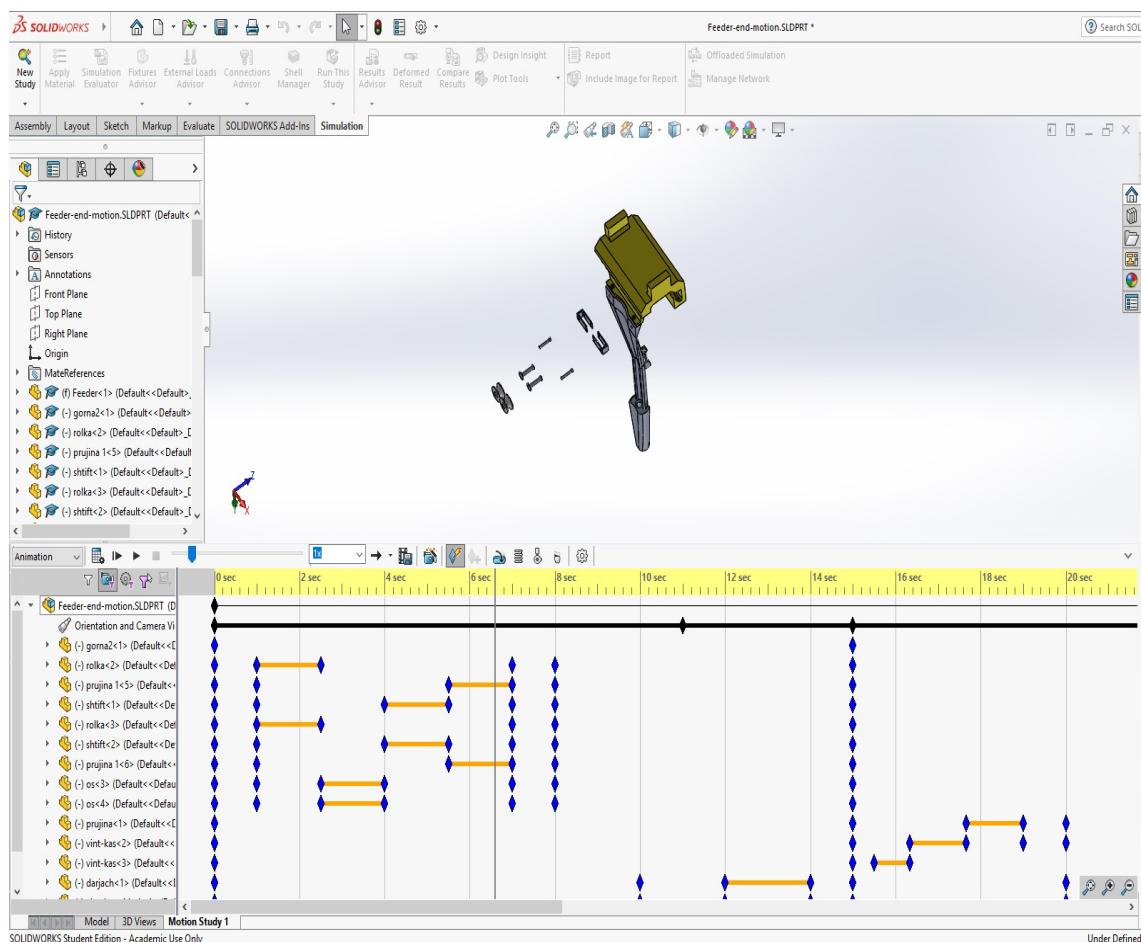 SOLIDWORKS
Feeder-end-motion.SLDPRT *
Search SOL
New Study
Apply Material
Simulation Evaluator
Fixtures Advisor
External Loads Advisor
Connections Advisor
Shell Manager
Run This Study
Results Advisor
Deformed Result
Compare Results
Design Insight
Plot Tools
Report
Include Image for Report
Offloaded Simulation
Manage Network
Assembly Layout Sketch Markup Evaluate SOLIDWORKS Add-Ins Simulation
Feeder-end-motion.SLDPRT (Default<
History
Sensors
Annotations
Front Plane
Top Plane
Right Plane
Origin
MateReferences
(f) Feeder<1> (Default<<Default>_
(-) gorna2<1> (Default<<Default>
(-) rolka<2> (Default<<Default>_D
(-) prujina 1<5> (Default<<Default
(-) shtift<1> (Default<<Default>_D
(-) rolka<3> (Default<<Default>_D
(-) shtift<2> (Default<<Default>_D
Z
X
Animation
1x
0 sec 2 sec 4 sec 6 sec 8 sec 10 sec 12 sec 14 sec 16 sec 18 sec 20 sec
Feeder-end-motion.SLDPRT (D
Orientation and Camera Vi
(-) gorna2<1> (Default<<D
(-) rolka<2> (Default<<Def
(-) prujina 1<5> (Default<<
(-) shtift<1> (Default<<De
(-) rolka<3> (Default<<Def
(-) shtift<2> (Default<<De
(-) prujina 1<6> (Default<<
(-) os<3> (Default<<Defau
(-) os<4> (Default<<Defau
(-) prujina<1> (Default<<D
(-) vint-kas<2> (Default<<
(-) vint-kas<3> (Default<<
(-) darjach<1> (Default<<D
Model 3D Views Motion Study 1
SOLIDWORKS Student Edition - Academic Use Only
Under Defined